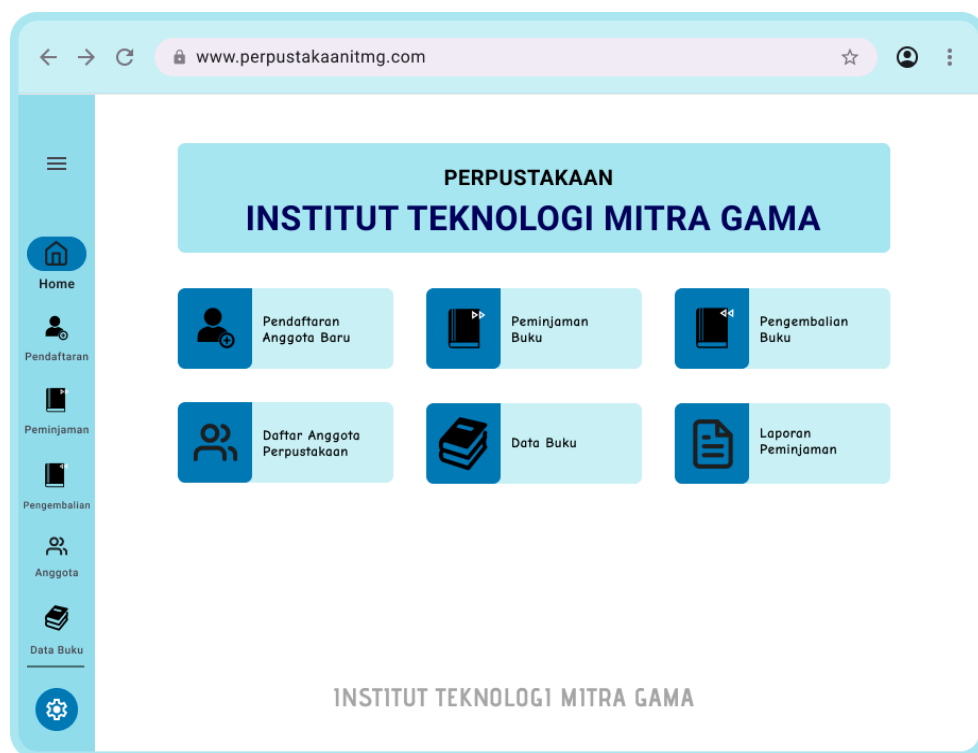 www.perpustakaanitmg.com
PERPUSTAKAAN
INSTITUT TEKNOLOGI MITRA GAMA
Home
Pendaftaran
Peminjaman
Pengembalian
Anggota
Data Buku
Pendaftaran
Anggota Baru
Peminjaman
Buku
Pengembalian
Buku
Daftar Anggota
Perpustakaan
Data Buku
Laporan
Peminjaman
INSTITUT TEKNOLOGI MITRA GAMA